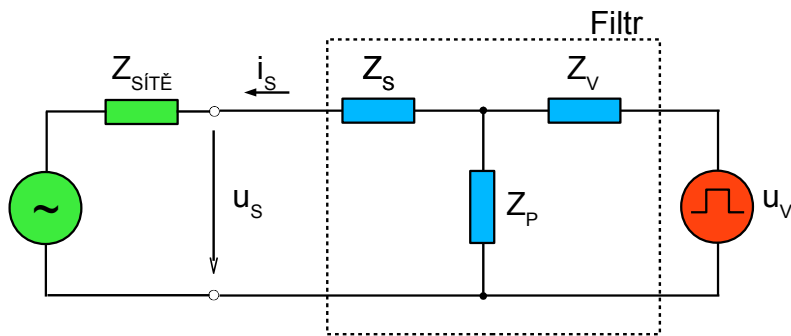 Filtr
Z_SÍTĚ
i_S
Z_S
Z_V
u_S
Z_P
u_V
~